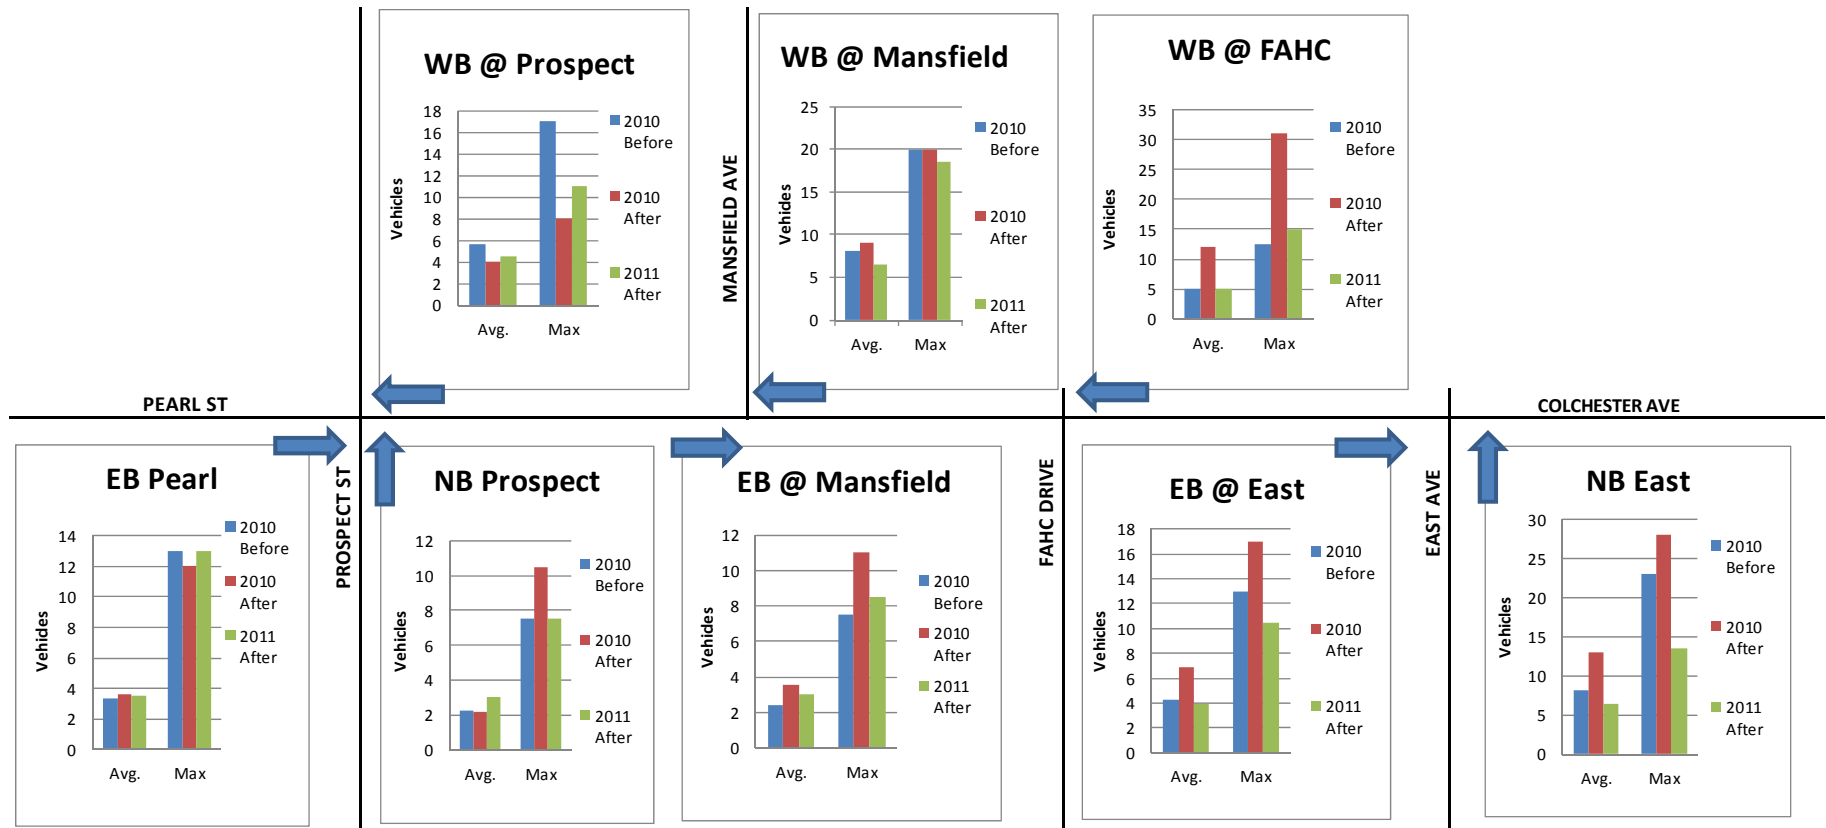 WB @ Prospect
18
16
14
12
10
8
6
4
2
0
Vehicles
Avg.
Max
2010
Before
2010
After
2011
After
MANSFIELD AVE
WB @ Mansfield
25
20
15
10
5
0
Vehicles
Avg.
Max
2010
Before
2010
After
2011
After
WB @ FAHC
35
30
25
20
15
10
5
0
Vehicles
Avg.
Max
2010
Before
2010
After
2011
After
PEARL ST
COLCHESTER AVE
EB Pearl
14
12
10
8
6
4
2
0
Vehicles
Avg.
Max
2010
Before
2010
After
2011
After
PROSPECT ST
NB Prospect
12
10
8
6
4
2
0
Vehicles
Avg.
Max
2010
Before
2010
After
2011
After
EB @ Mansfield
12
10
8
6
4
2
0
Vehicles
Avg.
Max
2010
Before
2010
After
2011
After
FAHC DRIVE
EB @ East
18
16
14
12
10
8
6
4
2
0
Vehicles
Avg.
Max
2010
Before
2010
After
2011
After
EAST AVE
NB East
30
25
20
15
10
5
0
Vehicles
Avg.
Max
2010
Before
2010
After
2011
After